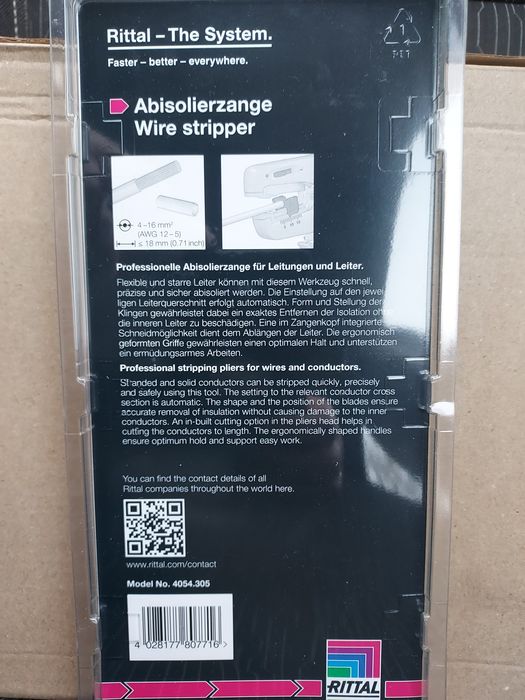 Rittal – The System.
Faster – better – everywhere.
1
Abisolierzange
Wire stripper
4–16 mm²
(AWG 12–5)
≤ 18 mm (0.71 inch)
Professionelle Abisolierzange für Leitungen und Leiter.
Flexible und starre Leiter können mit diesem Werkzeug schnell,
präzise und sicher abisoliert werden. Die Einstellung auf den jewei-
ligen Leiterquerschnitt erfolgt automatisch. Form und Stellung der
Klingen gewährleistet dabei ein exaktes Entfernen der Isolation ohne
die inneren Leiter zu beschädigen. Eine im Zangenkopf integrierte
Schneidmöglichkeit dient dem Ablängen der Leiter. Die ergonomisch
geformten Griffe gewährleisten einen optimalen Halt und unterstützen
ein ermüdungsarmes Arbeiten.
Professional stripping pliers for wires and conductors.
Stranded and solid conductors can be stripped quickly, precisely
and safely using this tool. The setting to the relevant conductor cross
section is automatic. The shape and the position of the blades ensure
accurate removal of insulation without causing damage to the inner
conductors. An in-built cutting option in the pliers head helps in
cutting the conductors to length. The ergonomically shaped handles
ensure optimum hold and support easy work.
You can find the contact details of all
Rittal companies throughout the world here.
www.rittal.com/contact
Model No. 4054.305
4 028177 807716 >
RITTAL